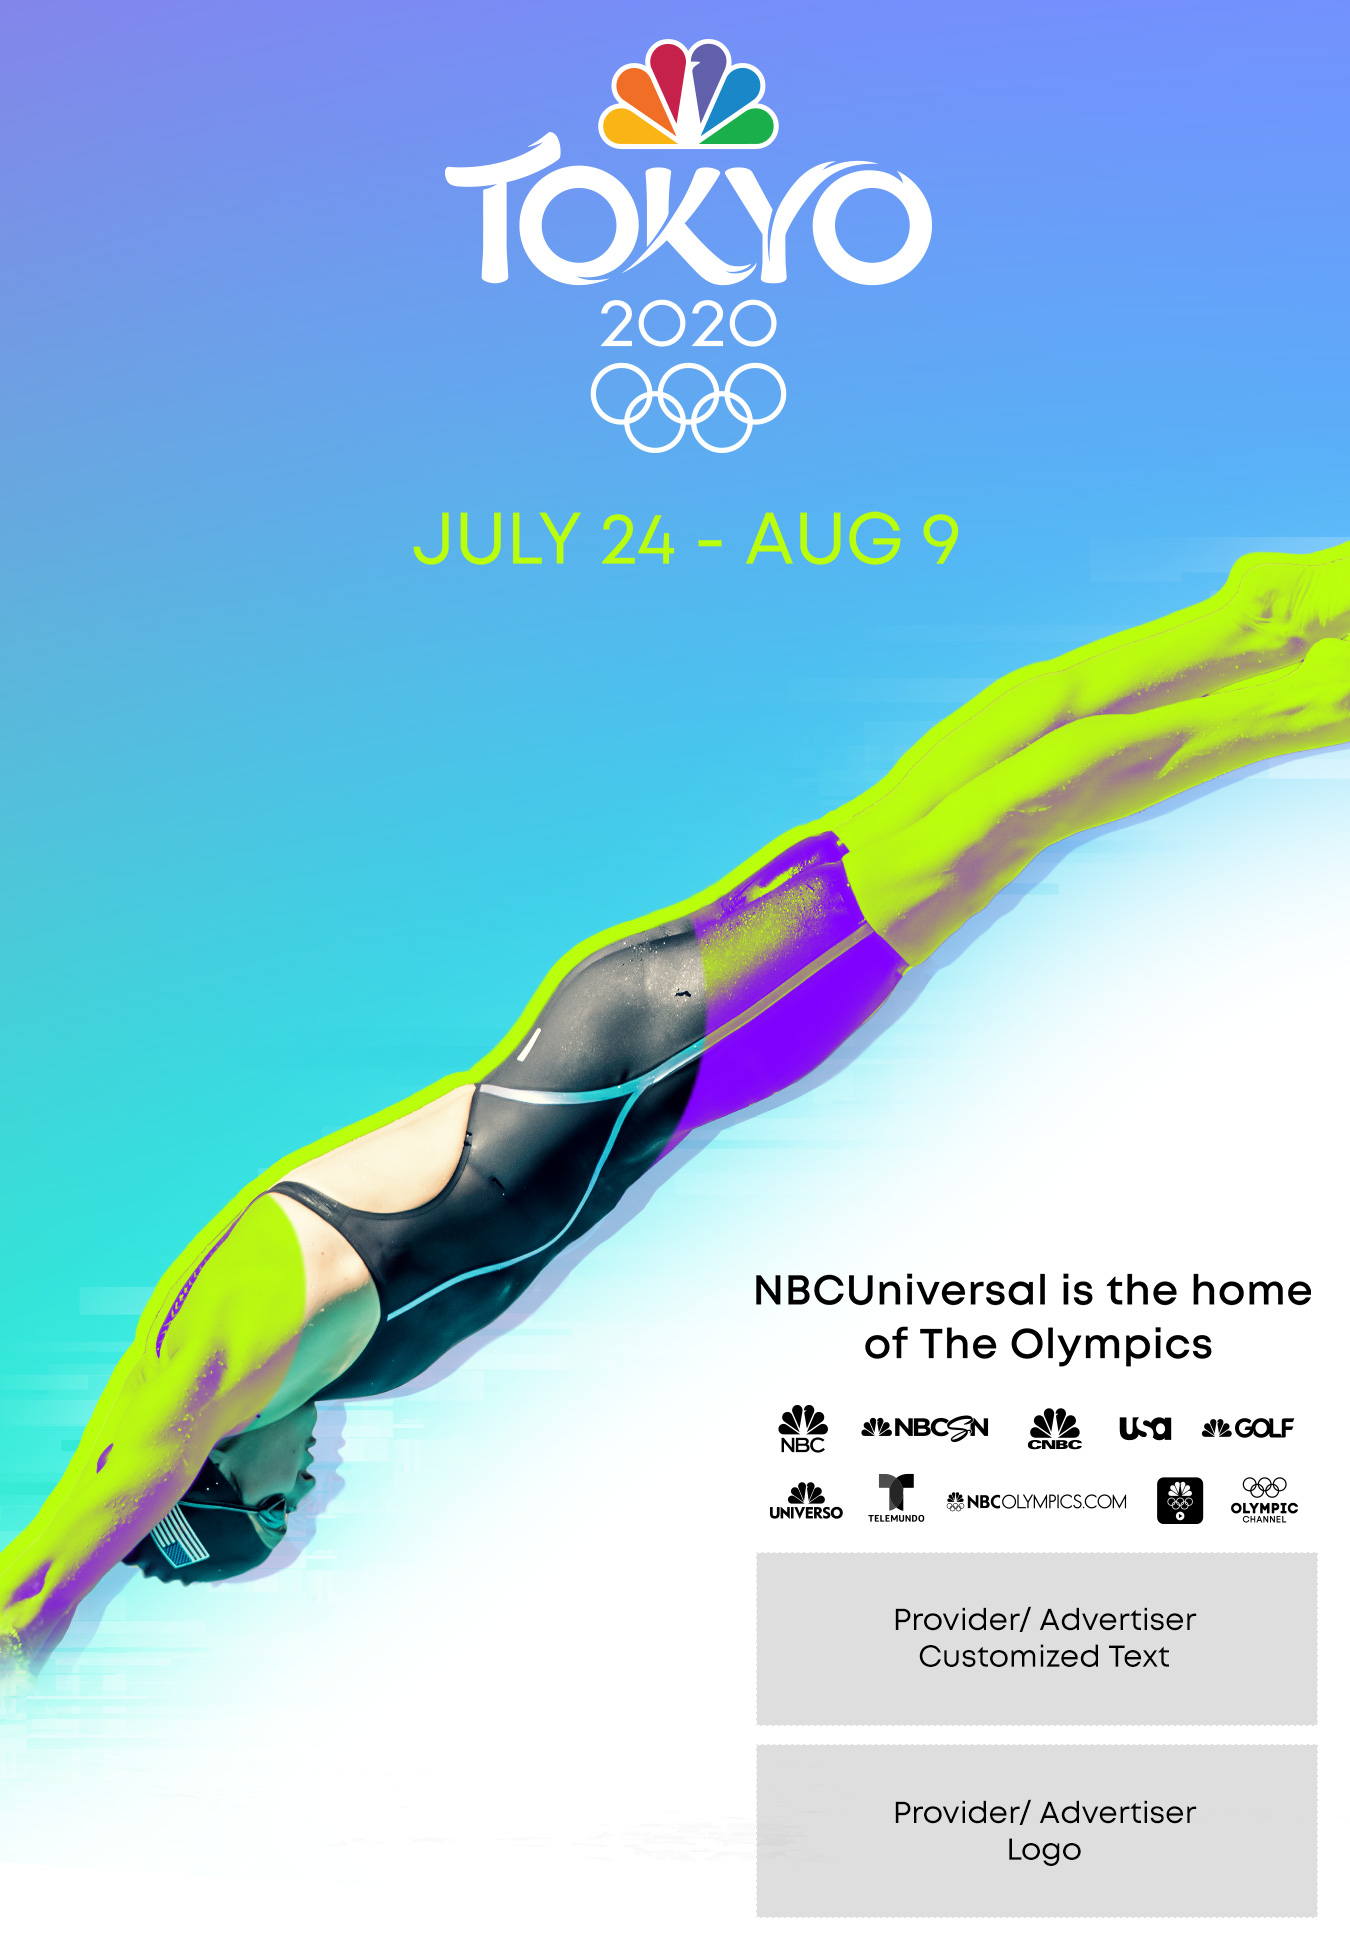 TOKYO
2020
JULY 24 - AUG 9
NBCUniversal is the home
of The Olympics
NBC NBCSN CNBC USA GOLF
UNIVERSO TELEMUNDO NBCOLYMPICS.COM OLYMPIC
CHANNEL
Provider/ Advertiser
Customized Text
Provider/ Advertiser
Logo